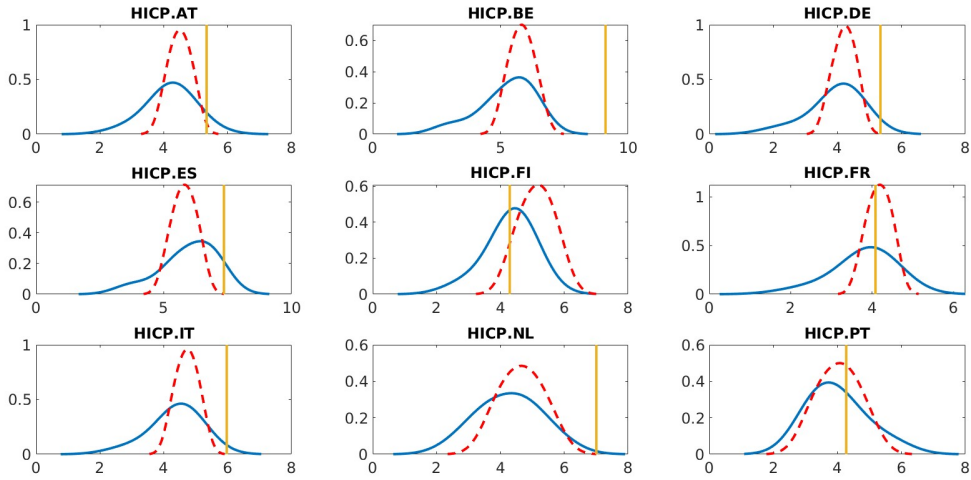 HICP.AT HICP.BE HICP.DE
1 0.6 1
0.5 0.4 0.5
0.2
0 0 0
0 2 4 6 8 5 10 0 2 4 6 8
HICP.ES HICP.FI HICP.FR
0.6 0.6 1
0.4 0.4 0.5
0.2 0.2
0 0 0
0 5 10 0 2 4 6 8 0 2 4 6
HICP.IT HICP.NL HICP.PT
1 0.6 0.6
0.5 0.4 0.4
0.2 0.2
0 0 0
0 2 4 6 8 0 2 4 6 8 0 2 4 6 8